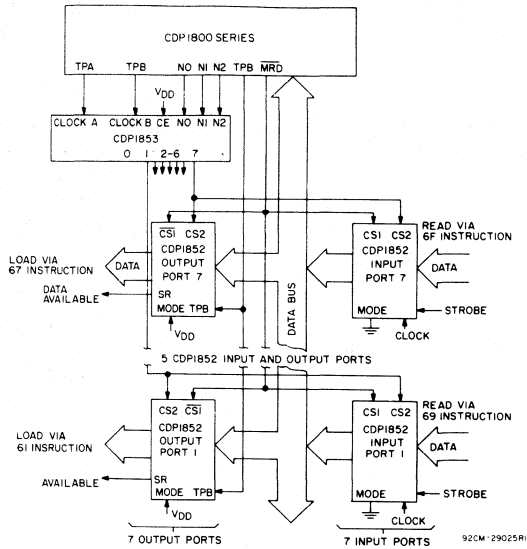 CDP1800 SERIES
TPA TPB N0 N1 N2 TPB MRD
VDD
CLOCK A CLOCK B CE N0 N1 N2
CDP1853
0 1 2-6 7
CS1 CS2
CDP1852
OUTPUT
PORT 7
SR
MODE TPB
VDD
LOAD VIA
67 INSTRUCTION
DATA
DATA
AVAILABLE
CS1 CS2
CDP1852
INPUT
PORT 7
MODE
READ VIA
6F INSTRUCTION
DATA
STROBE
CLOCK
DATA BUS
5 CDP1852 INPUT AND OUTPUT PORTS
CS2 CS1
CDP1852
OUTPUT
PORT 1
SR
MODE TPB
VDD
LOAD VIA
61 INSRUCTION
AVAILABLE
CS1 CS2
CDP1852
INPUT
PORT 1
MODE
READ VIA
69 INSTRUCTION
DATA
STROBE
CLOCK
7 OUTPUT PORTS
7 INPUT PORTS
92CM-29025RI